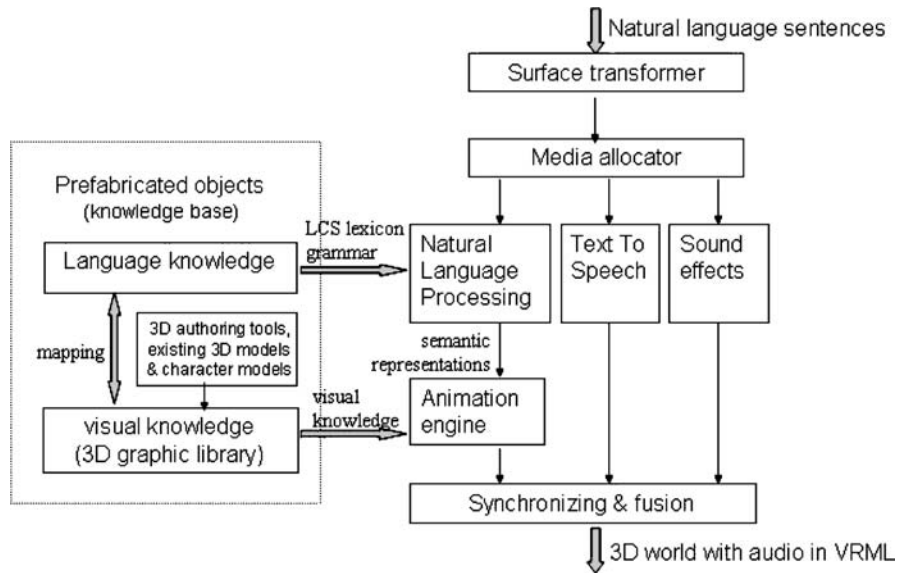 Natural language sentences
Surface transformer
Media allocator
Prefabricated objects
(knowledge base)
LCS lexicon
grammar
Language knowledge
Natural
Language
Processing
Text To
Speech
Sound
effects
mapping
3D authoring tools,
existing 3D models
& character models
semantic
representations
visual
knowledge
visual knowledge
(3D graphic library)
Animation
engine
Synchronizing & fusion
3D world with audio in VRML